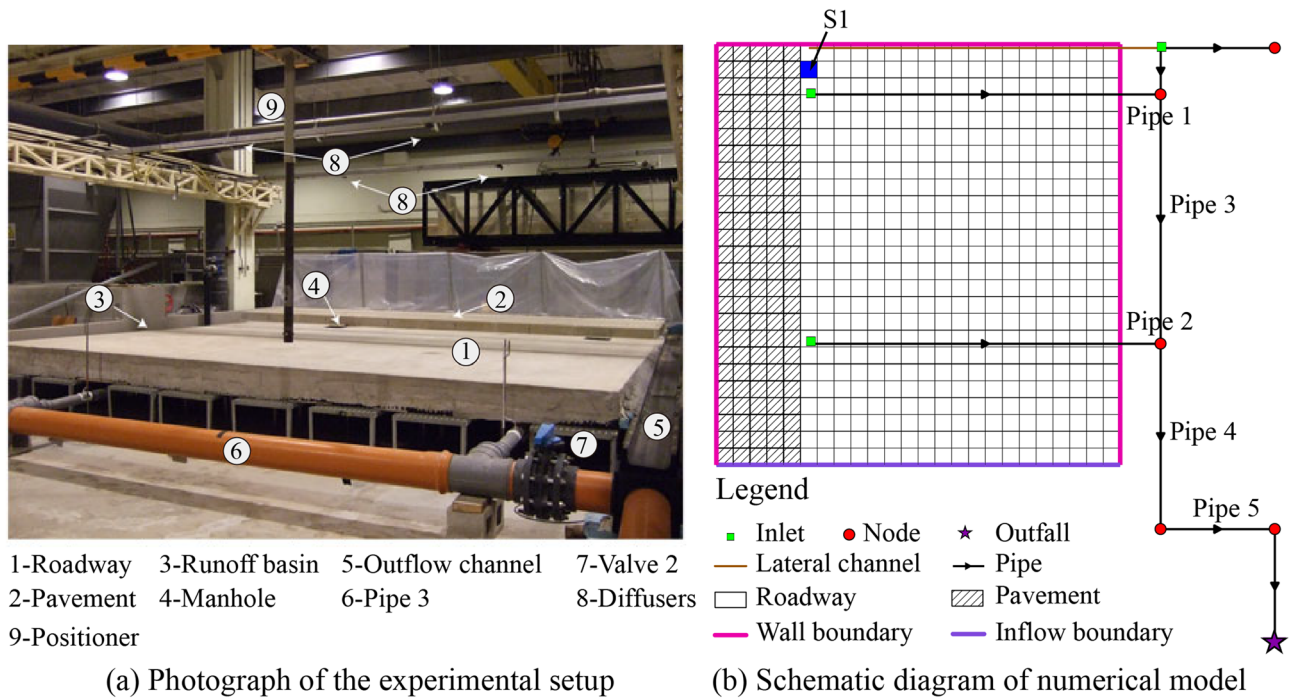 S1
9
8
8
4
3
2
1
5
7
6
Pipe 1
Pipe 3
Pipe 2
Pipe 4
Pipe 5
1-Roadway 3-Runoff basin 5-Outflow channel 7-Valve 2
2-Pavement 4-Manhole 6-Pipe 3 8-Diffusers
9-Positioner
Legend
Inlet Node Outfall
Lateral channel Pipe
Roadway Pavement
Wall boundary Inflow boundary
(a) Photograph of the experimental setup
(b) Schematic diagram of numerical model